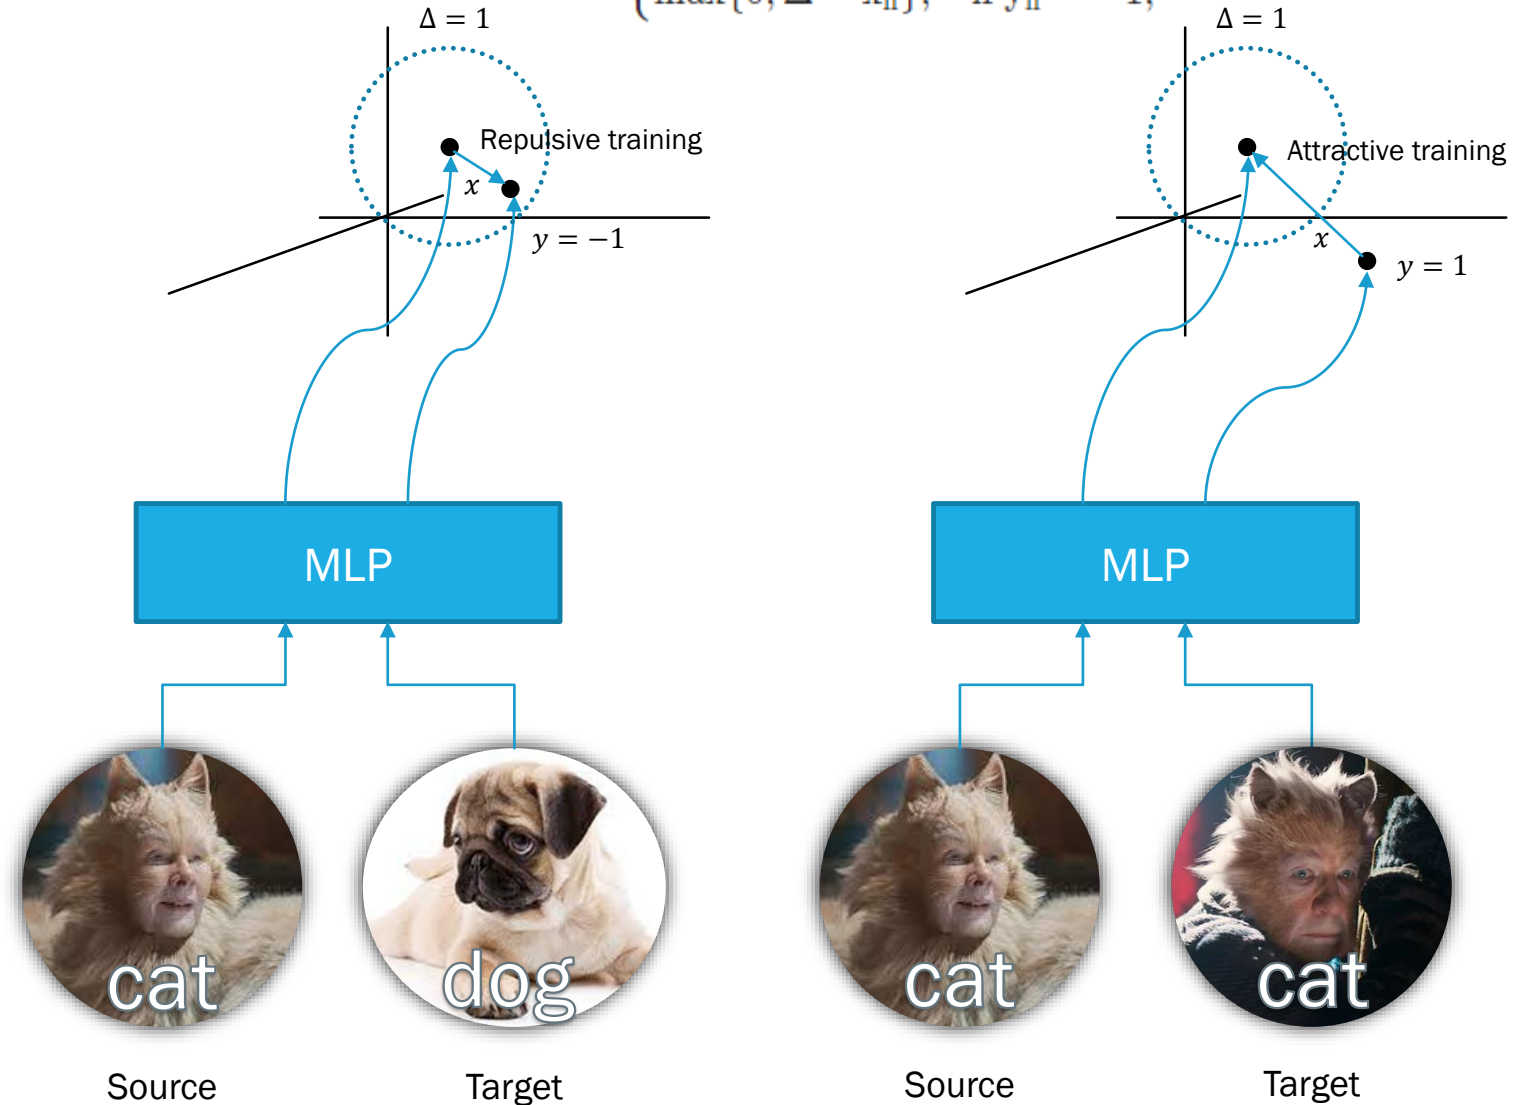 Δ = 1
Δ = 1
Repulsive training
Attractive training
x
y = −1
x
y = 1
MLP
MLP
cat
dog
cat
cat
Source
Target
Source
Target